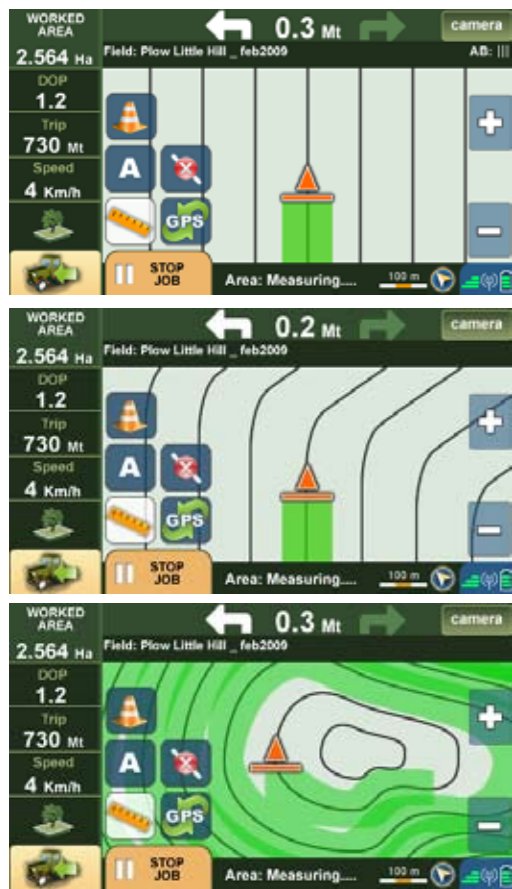 WORKED
AREA
2.564 Ha
0.3 Mt
camera
Field: Plow Little Hill _ feb2009
AB: |||
DOP
1.2
Trip
730 Mt
Speed
4 Km/h
A
GPS
STOP
JOB
Area: Measuring....
100 m
WORKED
AREA
2.564 Ha
0.2 Mt
camera
Field: Plow Little Hill _ feb2009
DOP
1.2
Trip
730 Mt
Speed
4 Km/h
A
GPS
STOP
JOB
Area: Measuring....
100 m
WORKED
AREA
2.564 Ha
0.3 Mt
camera
Field: Plow Little Hill _ feb2009
DOP
1.2
Trip
730 Mt
Speed
4 Km/h
A
GPS
STOP
JOB
Area: Measuring....
100 m